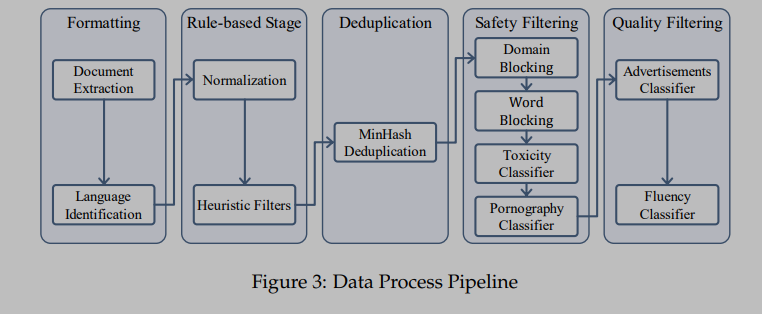 Formatting
Document
Extraction
Language
Identification
Rule-based Stage
Normalization
Heuristic Filters
Deduplication
MinHash
Deduplication
Safety Filtering
Domain
Blocking
Word
Blocking
Toxicity
Classifier
Pornography
Classifier
Quality Filtering
Advertisements
Classifier
Fluency
Classifier
Figure 3: Data Process Pipeline